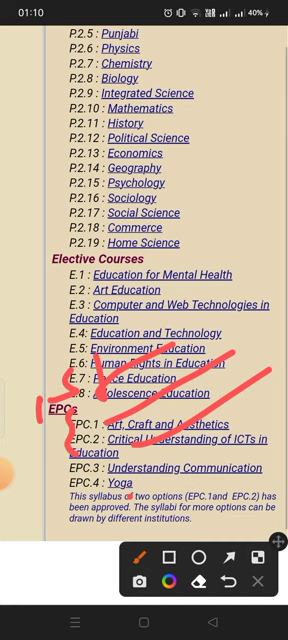 01:10
40%
P.2.5 : Punjabi
P.2.6 : Physics
P.2.7 : Chemistry
P.2.8 : Biology
P.2.9 : Integrated Science
P.2.10 : Mathematics
P.2.11 : History
P.2.12 : Political Science
P.2.13 : Economics
P.2.14 : Geography
P.2.15 : Psychology
P.2.16 : Sociology
P.2.17 : Social Science
P.2.18 : Commerce
P.2.19 : Home Science
Elective Courses
E.1 : Education for Mental Health
E.2 : Art Education
E.3 : Computer and Web Technologies in
Education
E.4: Education and Technology
E.5: Environment Education
E.6: Human Rights in Education
E.7 : Peace Education
E.8 : Adolescence Education
EPCs
EPC.1 : Art, Craft and Aesthetics
EPC.2 : Critical Understanding of ICTs in
Education
EPC.3 : Understanding Communication
EPC.4 : Yoga
This syllabus of two options (EPC.1and EPC.2) has
been approved. The syllabi for more options can be
drawn by different institutions.